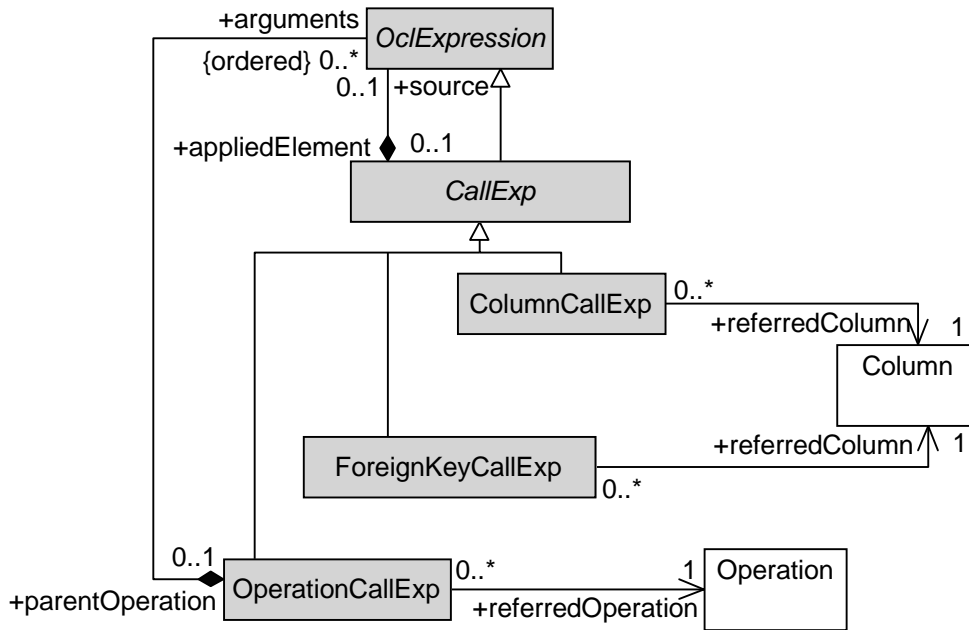 +arguments
OclExpression
{ordered} 0..*
0..1 +source
+appliedElement 0..1
CallExp
ColumnCallExp
0..*
+referredColumn 1
Column
ForeignKeyCallExp
+referredColumn 1
0..*
0..1
OperationCallExp
0..*
1
Operation
+parentOperation
+referredOperation